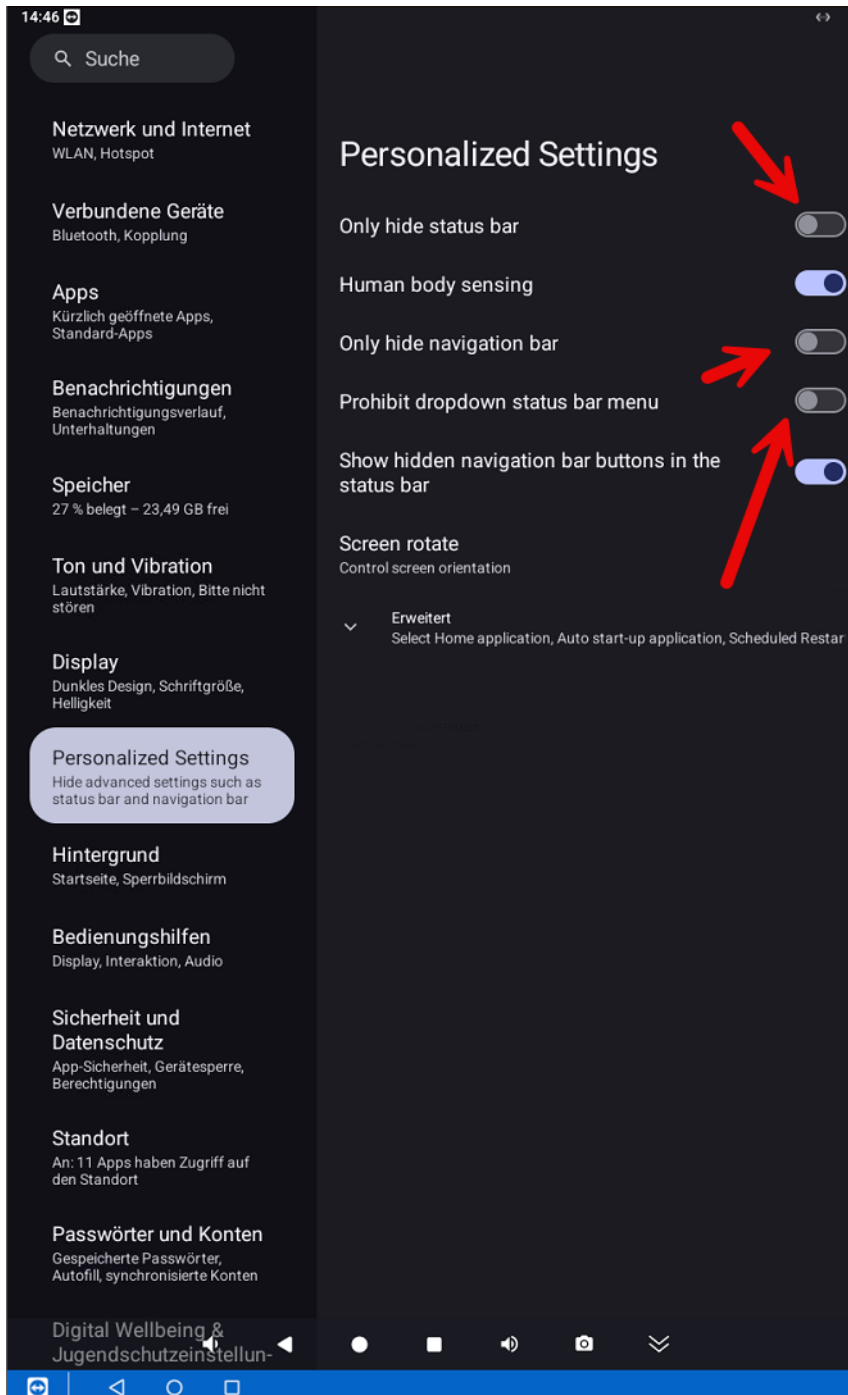 14:46
Suche
Netzwerk und Internet
WLAN, Hotspot
Verbundene Geräte
Bluetooth, Kopplung
Apps
Kürzlich geöffnete Apps,
Standard-Apps
Benachrichtigungen
Benachrichtigungsverlauf,
Unterhaltungen
Speicher
27 % belegt – 23,49 GB frei
Ton und Vibration
Lautstärke, Vibration, Bitte nicht
stören
Display
Dunkles Design, Schriftgröße,
Helligkeit
Personalized Settings
Hide advanced settings such as
status bar and navigation bar
Hintergrund
Startseite, Sperrbildschirm
Bedienungshilfen
Display, Interaktion, Audio
Sicherheit und
Datenschutz
App-Sicherheit, Gerätesperre,
Berechtigungen
Standort
An: 11 Apps haben Zugriff auf
den Standort
Passwörter und Konten
Gespeicherte Passwörter,
Autofill, synchronisierte Konten
Digital Wellbeing &
Jugendschutzeinstellun-
Personalized Settings
Only hide status bar
Human body sensing
Only hide navigation bar
Prohibit dropdown status bar menu
Show hidden navigation bar buttons in the
status bar
Screen rotate
Control screen orientation
Erweitert
Select Home application, Auto start-up application, Scheduled Restar